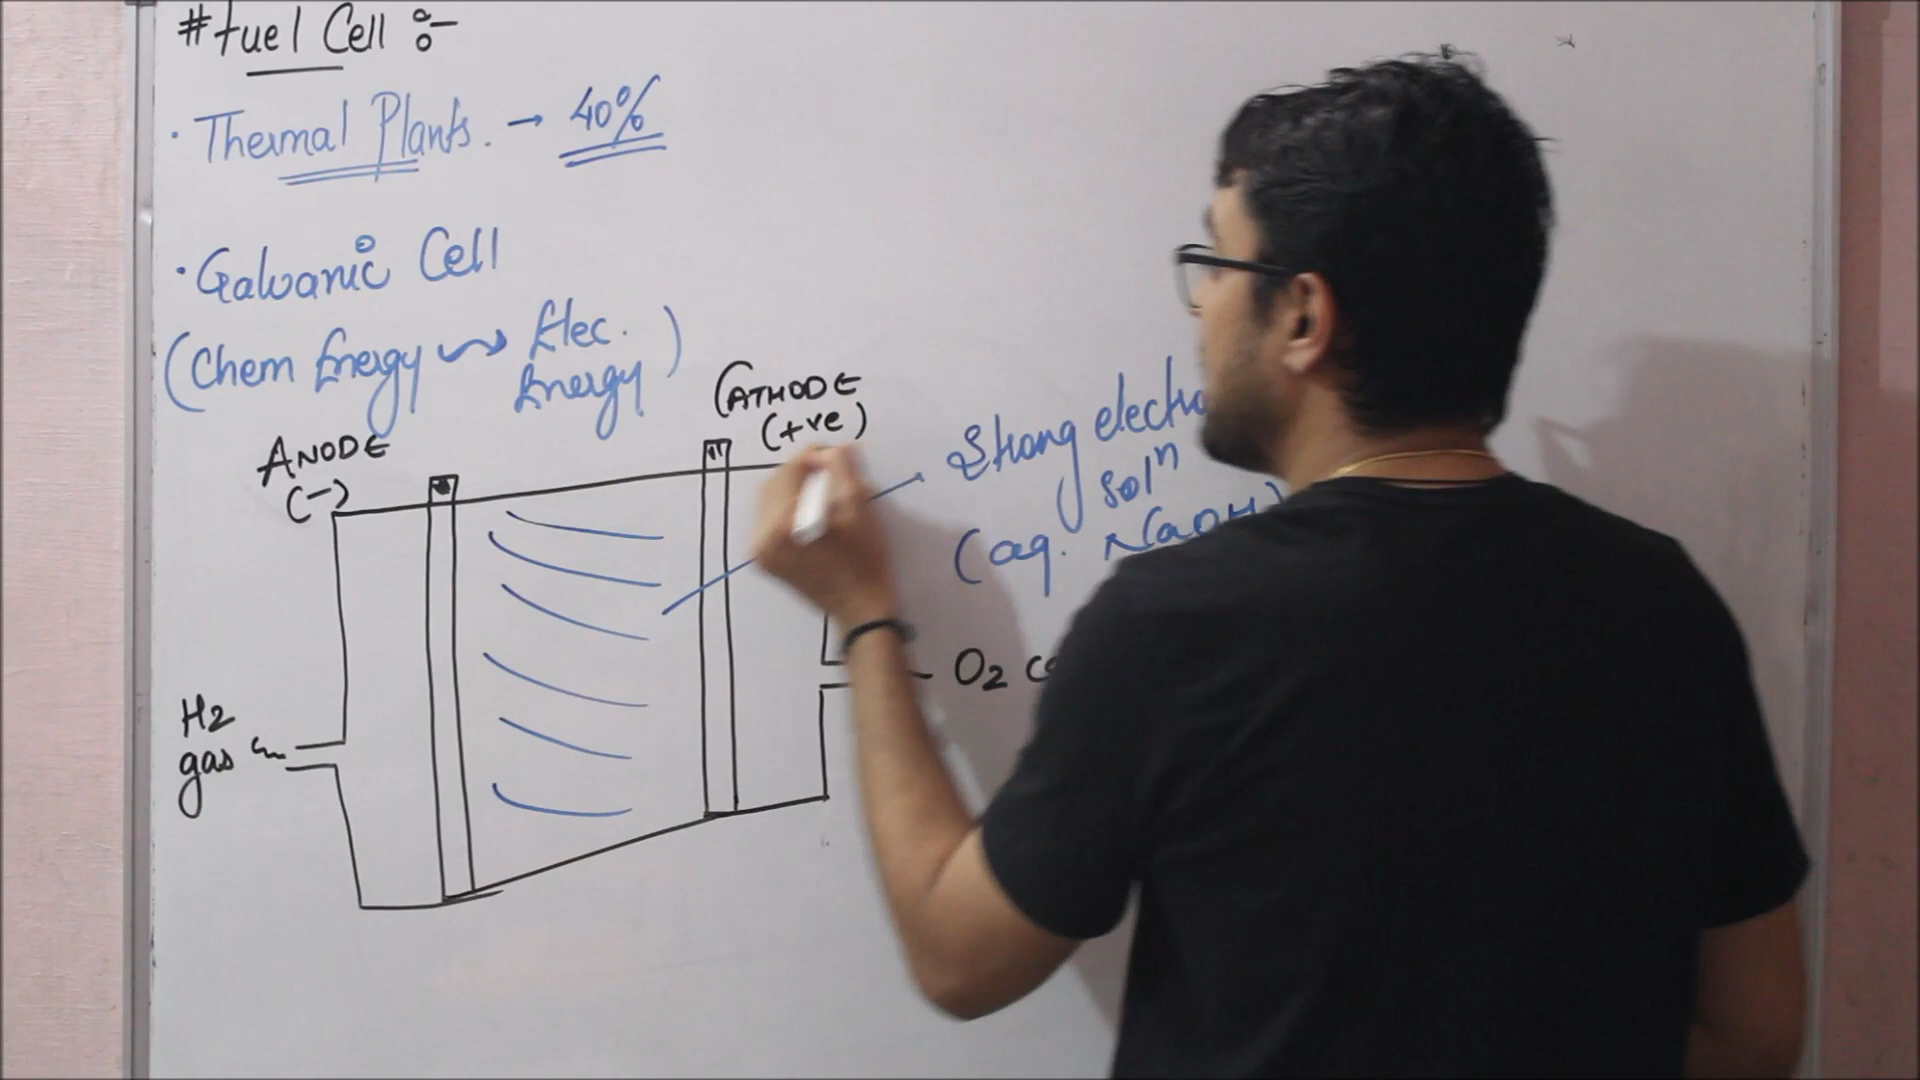 #fuel Cell :-
· Thermal Plants. → 40%
· Galvanic Cell
(Chem Energy → Elec.
Energy)
CATHODE
(+ve)
ANODE
(-)
Strong
solⁿ
(aq. NaOH)
O2
H2
gas